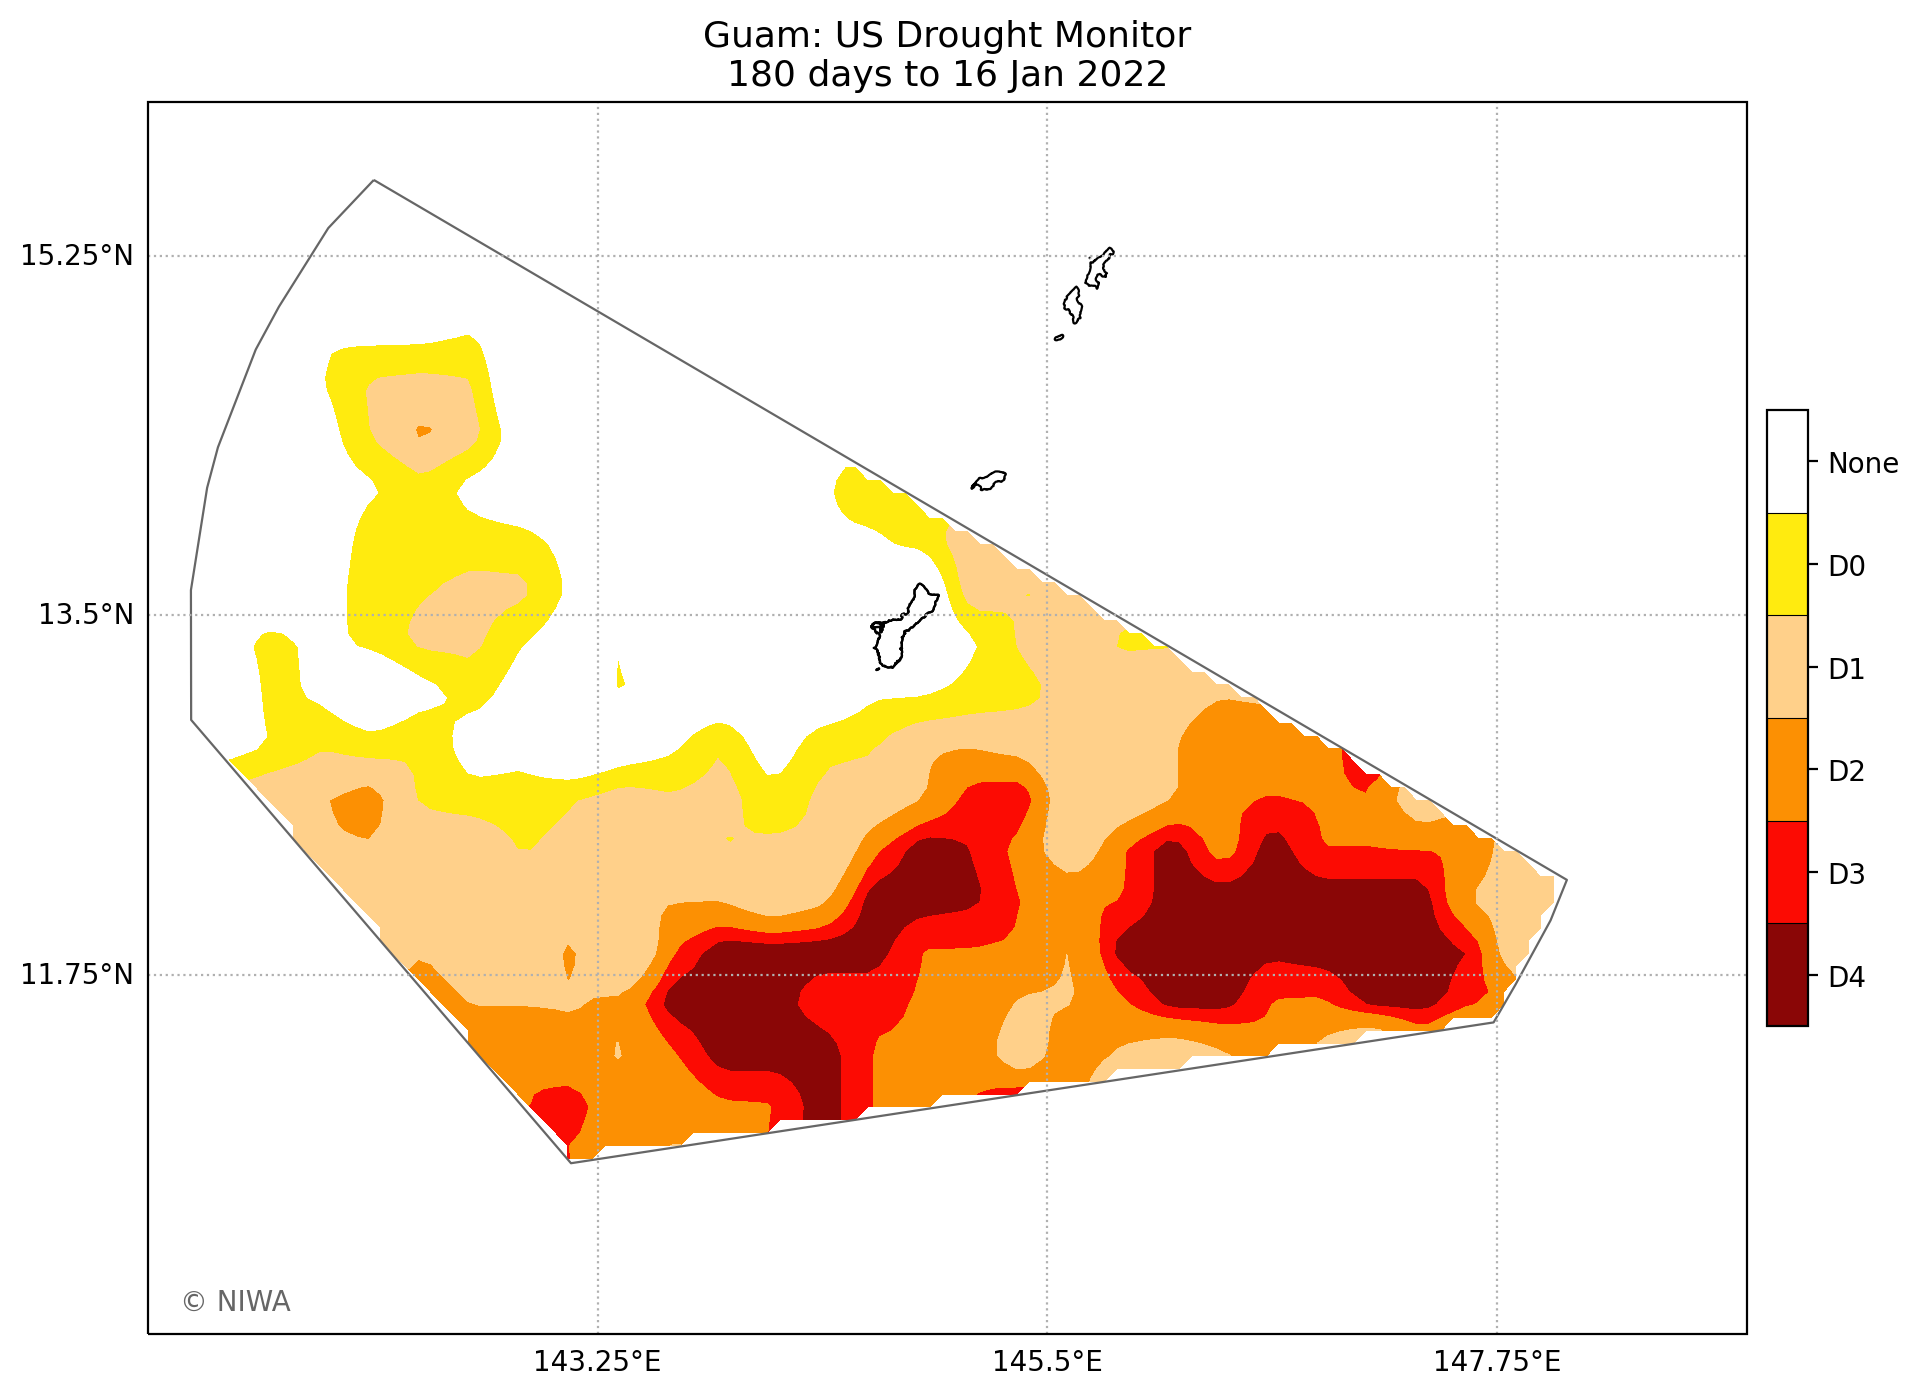 Guam: US Drought Monitor
180 days to 16 Jan 2022
15.25°N
13.5°N
11.75°N
143.25°E
145.5°E
147.75°E
None
D0
D1
D2
D3
D4
© NIWA